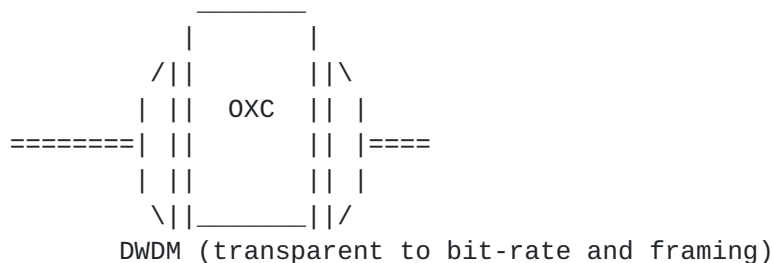 OXC
DWDM (transparent to bit-rate and framing)